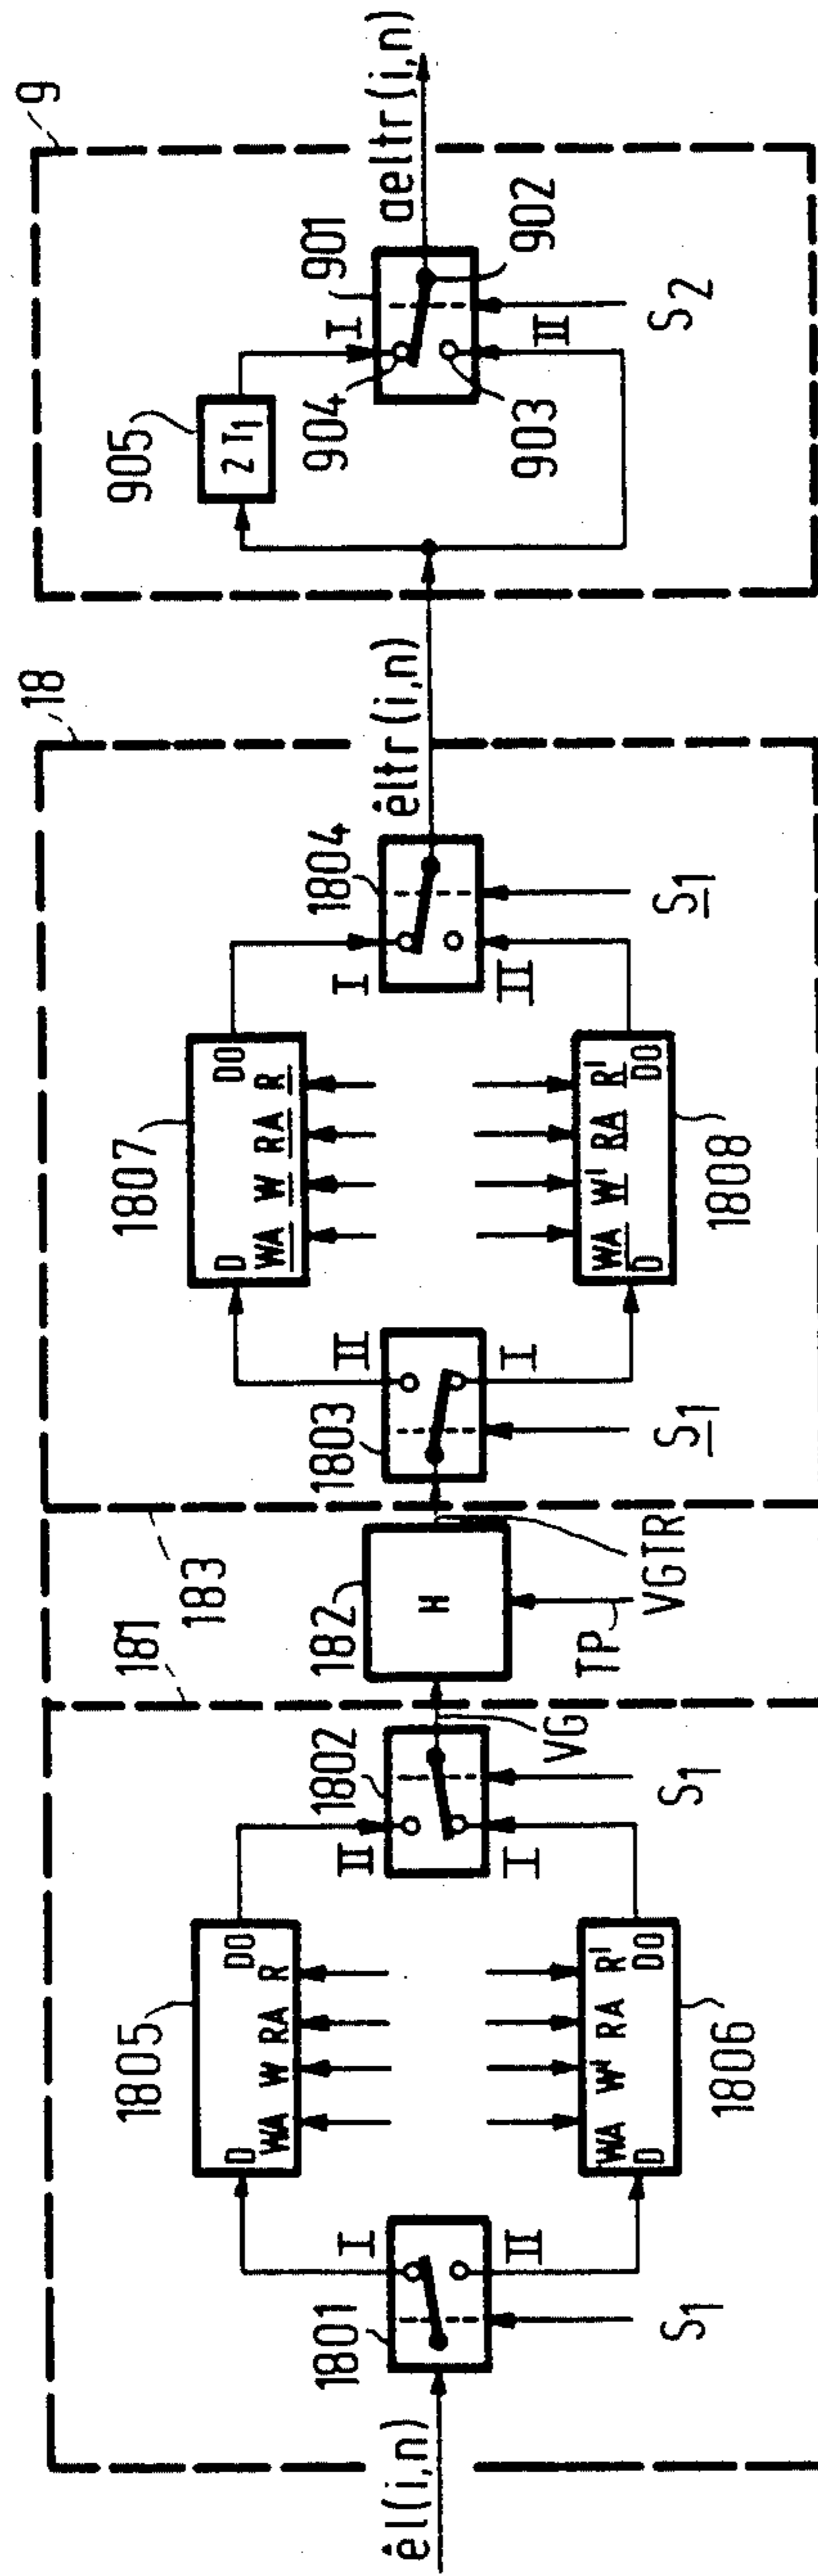 êl(i,n)
1801
I
II
S1
1805
D
DO
WA W RA R
WA W' RA R'
D
DO
1806
181
1802
II
I
S1
VG
182
H
TP
VGTR
183
1803
II
I
S1
1807
D
DO
WA W RA R
WA W' RA R'
D
DO
1808
18
1804
I
II
S1
êltr(i,n)
9
905
2 T1
904
I
901
903
II
902
S2
aeltr(i,n)